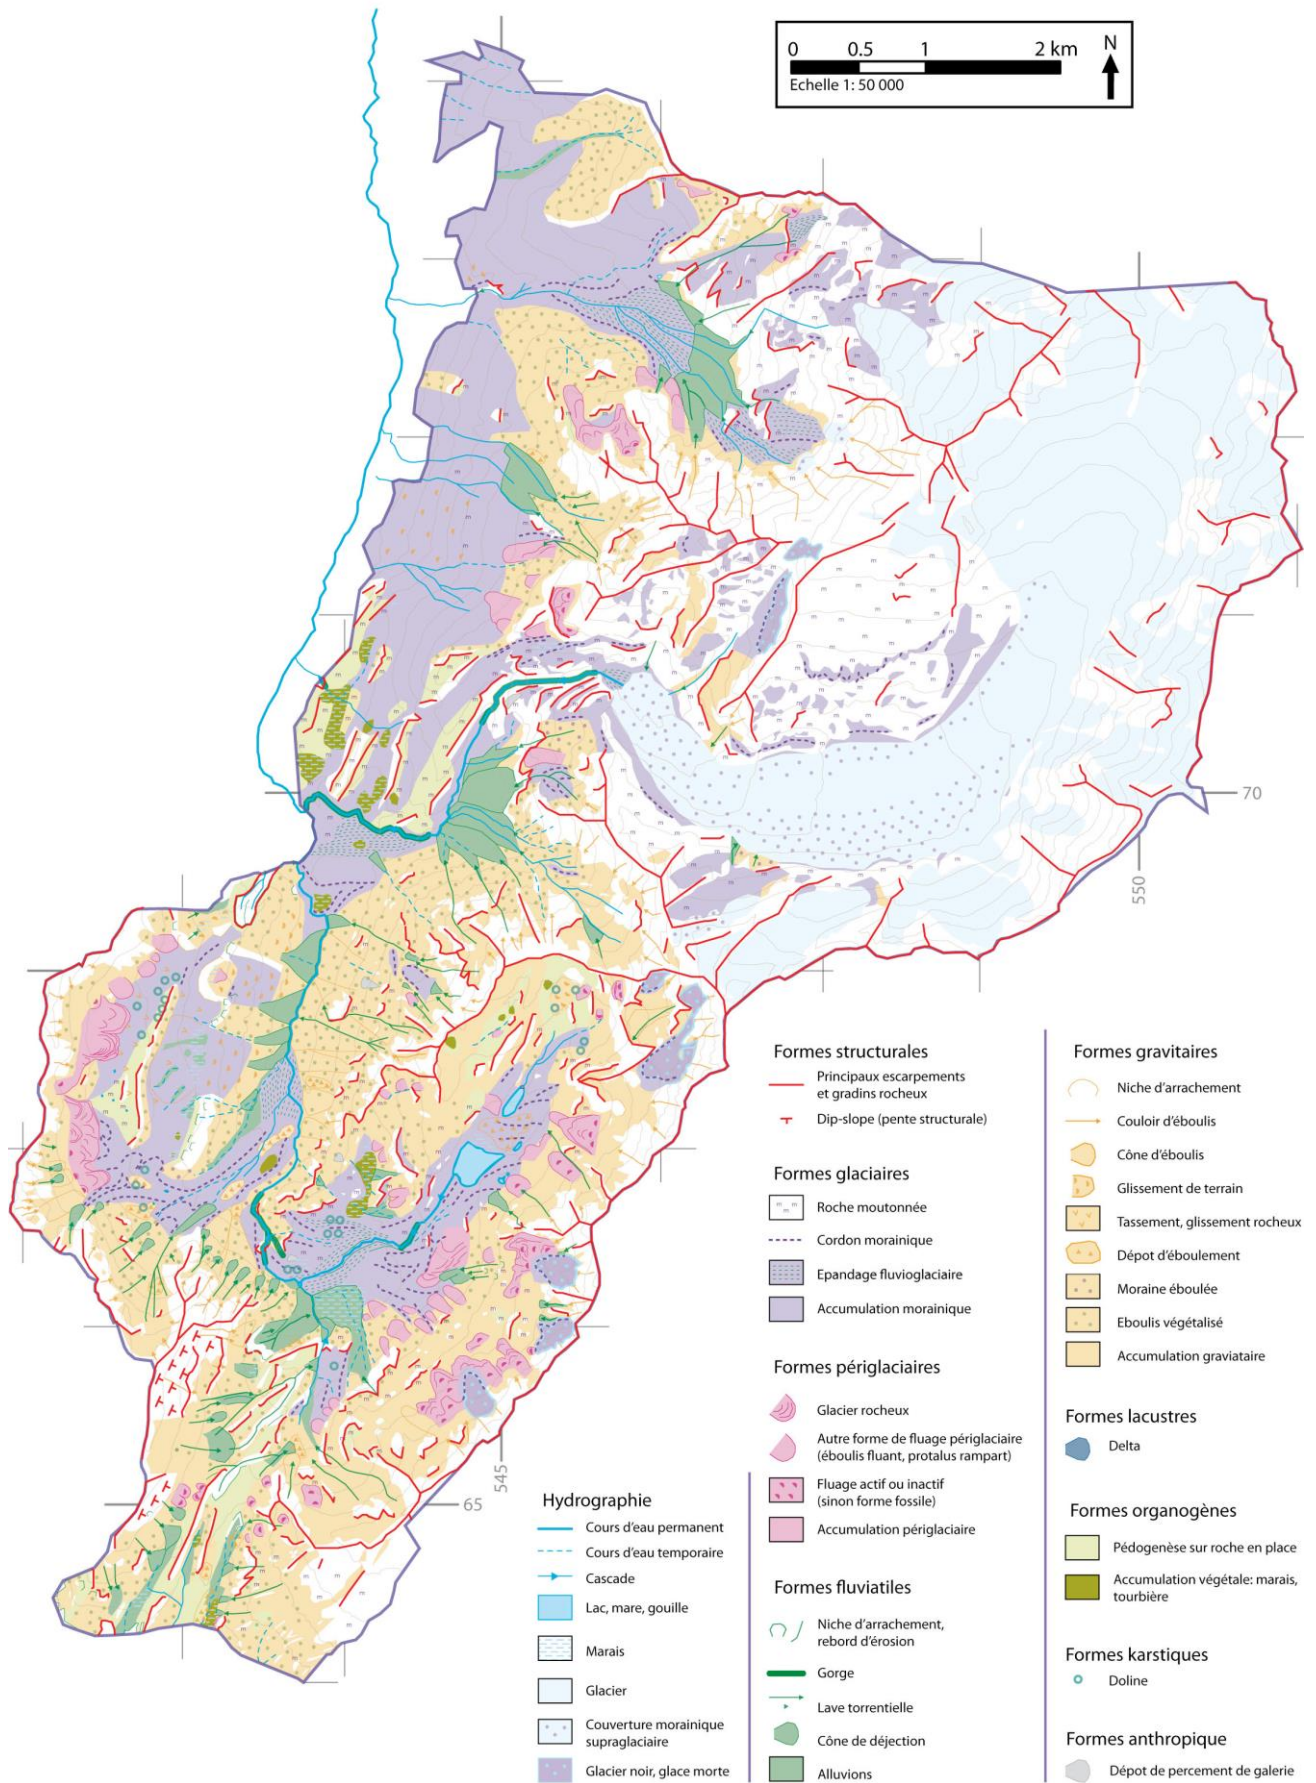 0 0.5 1 2 km
N
Echelle 1: 50 000
70
550
545
65
Formes structurales
Principaux escarpements
et gradins rocheux
Dip-slope (pente structurale)
Formes glaciaires
Roche moutonnée
Cordon morainique
Epandage fluvioglaciaire
Accumulation morainique
Formes périglaciaires
Glacier rocheux
Autre forme de fluage périglaciaire
(éboulis fluant, protalus rampart)
Fluage actif ou inactif
(sinon forme fossile)
Accumulation périglaciaire
Hydrographie
Cours d'eau permanent
Cours d'eau temporaire
Cascade
Lac, mare, gouille
Marais
Glacier
Couverture morainique
supraglaciaire
Glacier noir, glace morte
Formes fluviatiles
Niche d'arrachement,
rebord d'érosion
Gorge
Lave torrentielle
Cône de déjection
Alluvions
Formes gravitaires
Niche d'arrachement
Couloir d'éboulis
Cône d'éboulis
Glissement de terrain
Tassement, glissement rocheux
Dépot d'éboulement
Moraine éboulée
Eboulis végétalisé
Accumulation graviataire
Formes lacustres
Delta
Formes organogènes
Pédogenèse sur roche en place
Accumulation végétale: marais,
tourbière
Formes karstiques
Doline
Formes anthropique
Dépot de percement de galerie